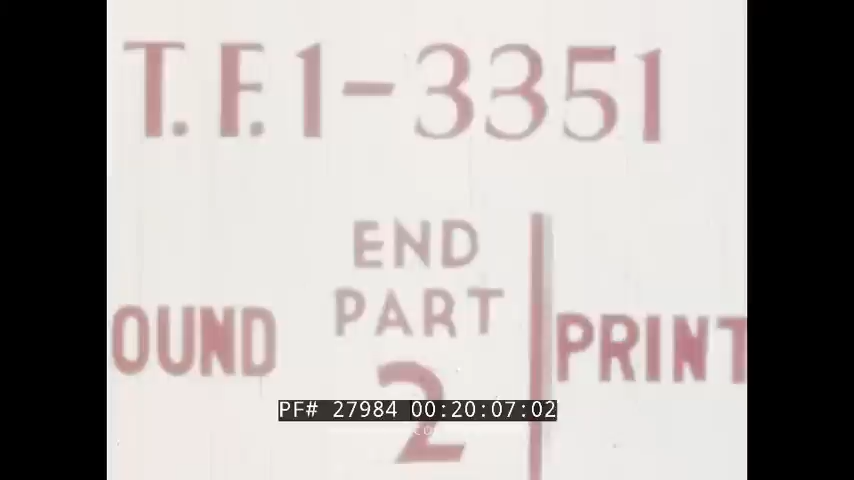 T.F.1-3351
END
PART
OUND PRINT
2
PF# 27984 00:20:07:02